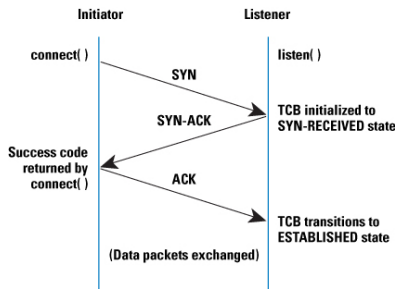 Initiator
Listener
connect( )
listen( )
SYN
TCB initialized to
SYN-RECEIVED state
SYN-ACK
Success code
returned by
connect( )
ACK
TCB transitions to
ESTABLISHED state
(Data packets exchanged)